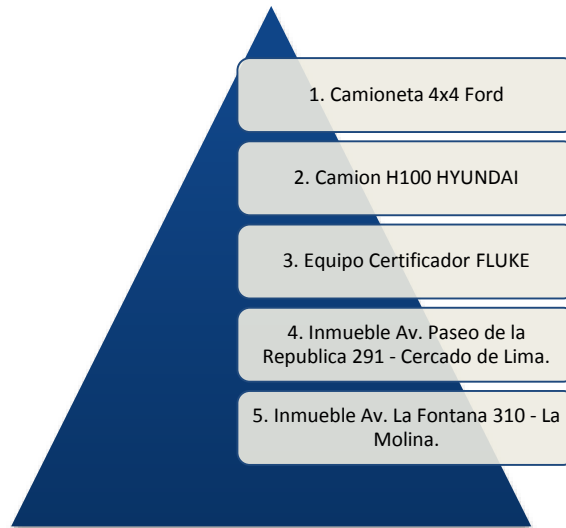 1. Camioneta 4x4 Ford
2. Camion H100 HYUNDAI
3. Equipo Certificador FLUKE
4. Inmueble Av. Paseo de la
Republica 291 - Cercado de Lima.
5. Inmueble Av. La Fontana 310 - La
Molina.